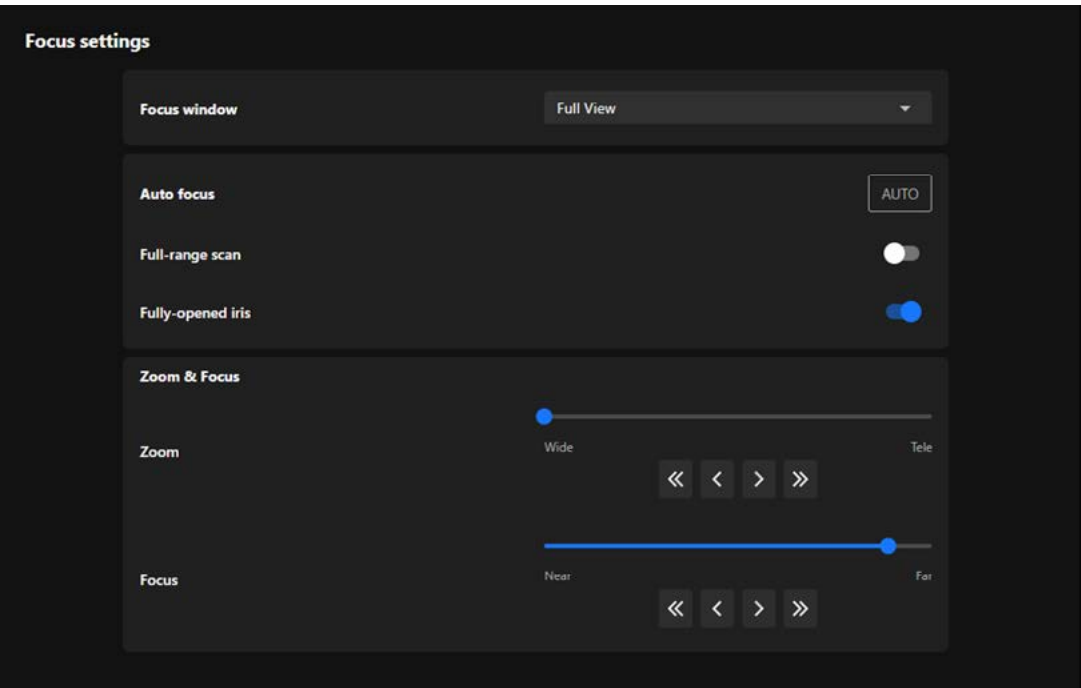 Focus settings
Focus window
Full View
Auto focus
AUTO
Full-range scan
Fully-opened iris
Zoom & Focus
Zoom
Wide
Tele
Focus
Near
Far